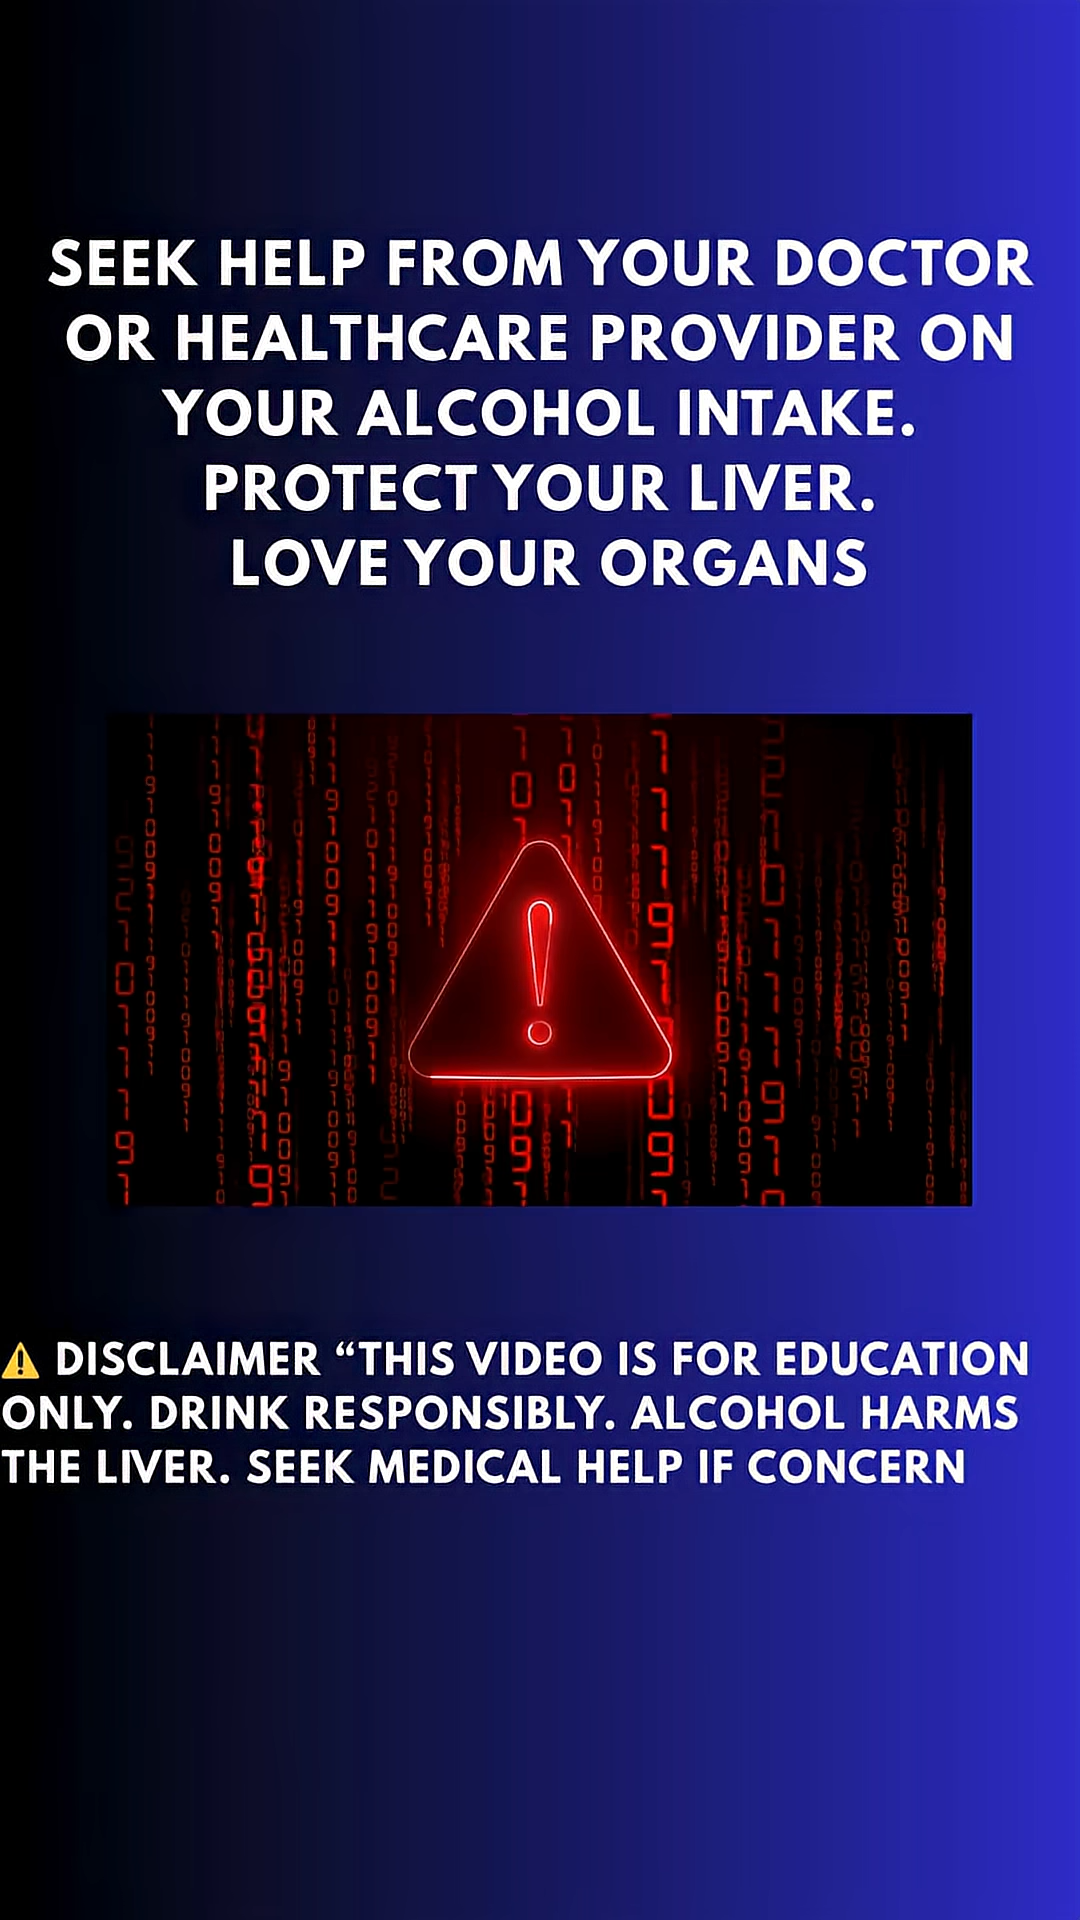 SEEK HELP FROM YOUR DOCTOR
OR HEALTHCARE PROVIDER ON
YOUR ALCOHOL INTAKE.
PROTECT YOUR LIVER.
LOVE YOUR ORGANS
⚠️ DISCLAIMER “THIS VIDEO IS FOR EDUCATION
ONLY. DRINK RESPONSIBLY. ALCOHOL HARMS
THE LIVER. SEEK MEDICAL HELP IF CONCERN